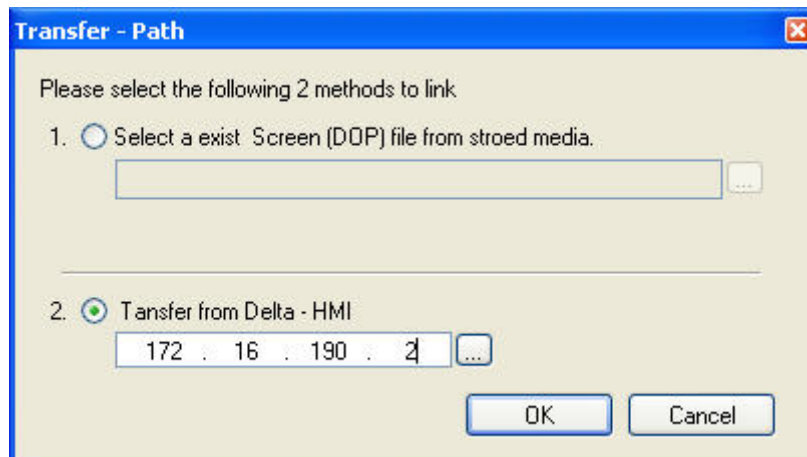 Transfer - Path
Please select the following 2 methods to link
1. Select a exist Screen (DOP) file from stroed media.
...
2. Tansfer from Delta - HMI
172 . 16 . 190 . 2 ...
OK Cancel